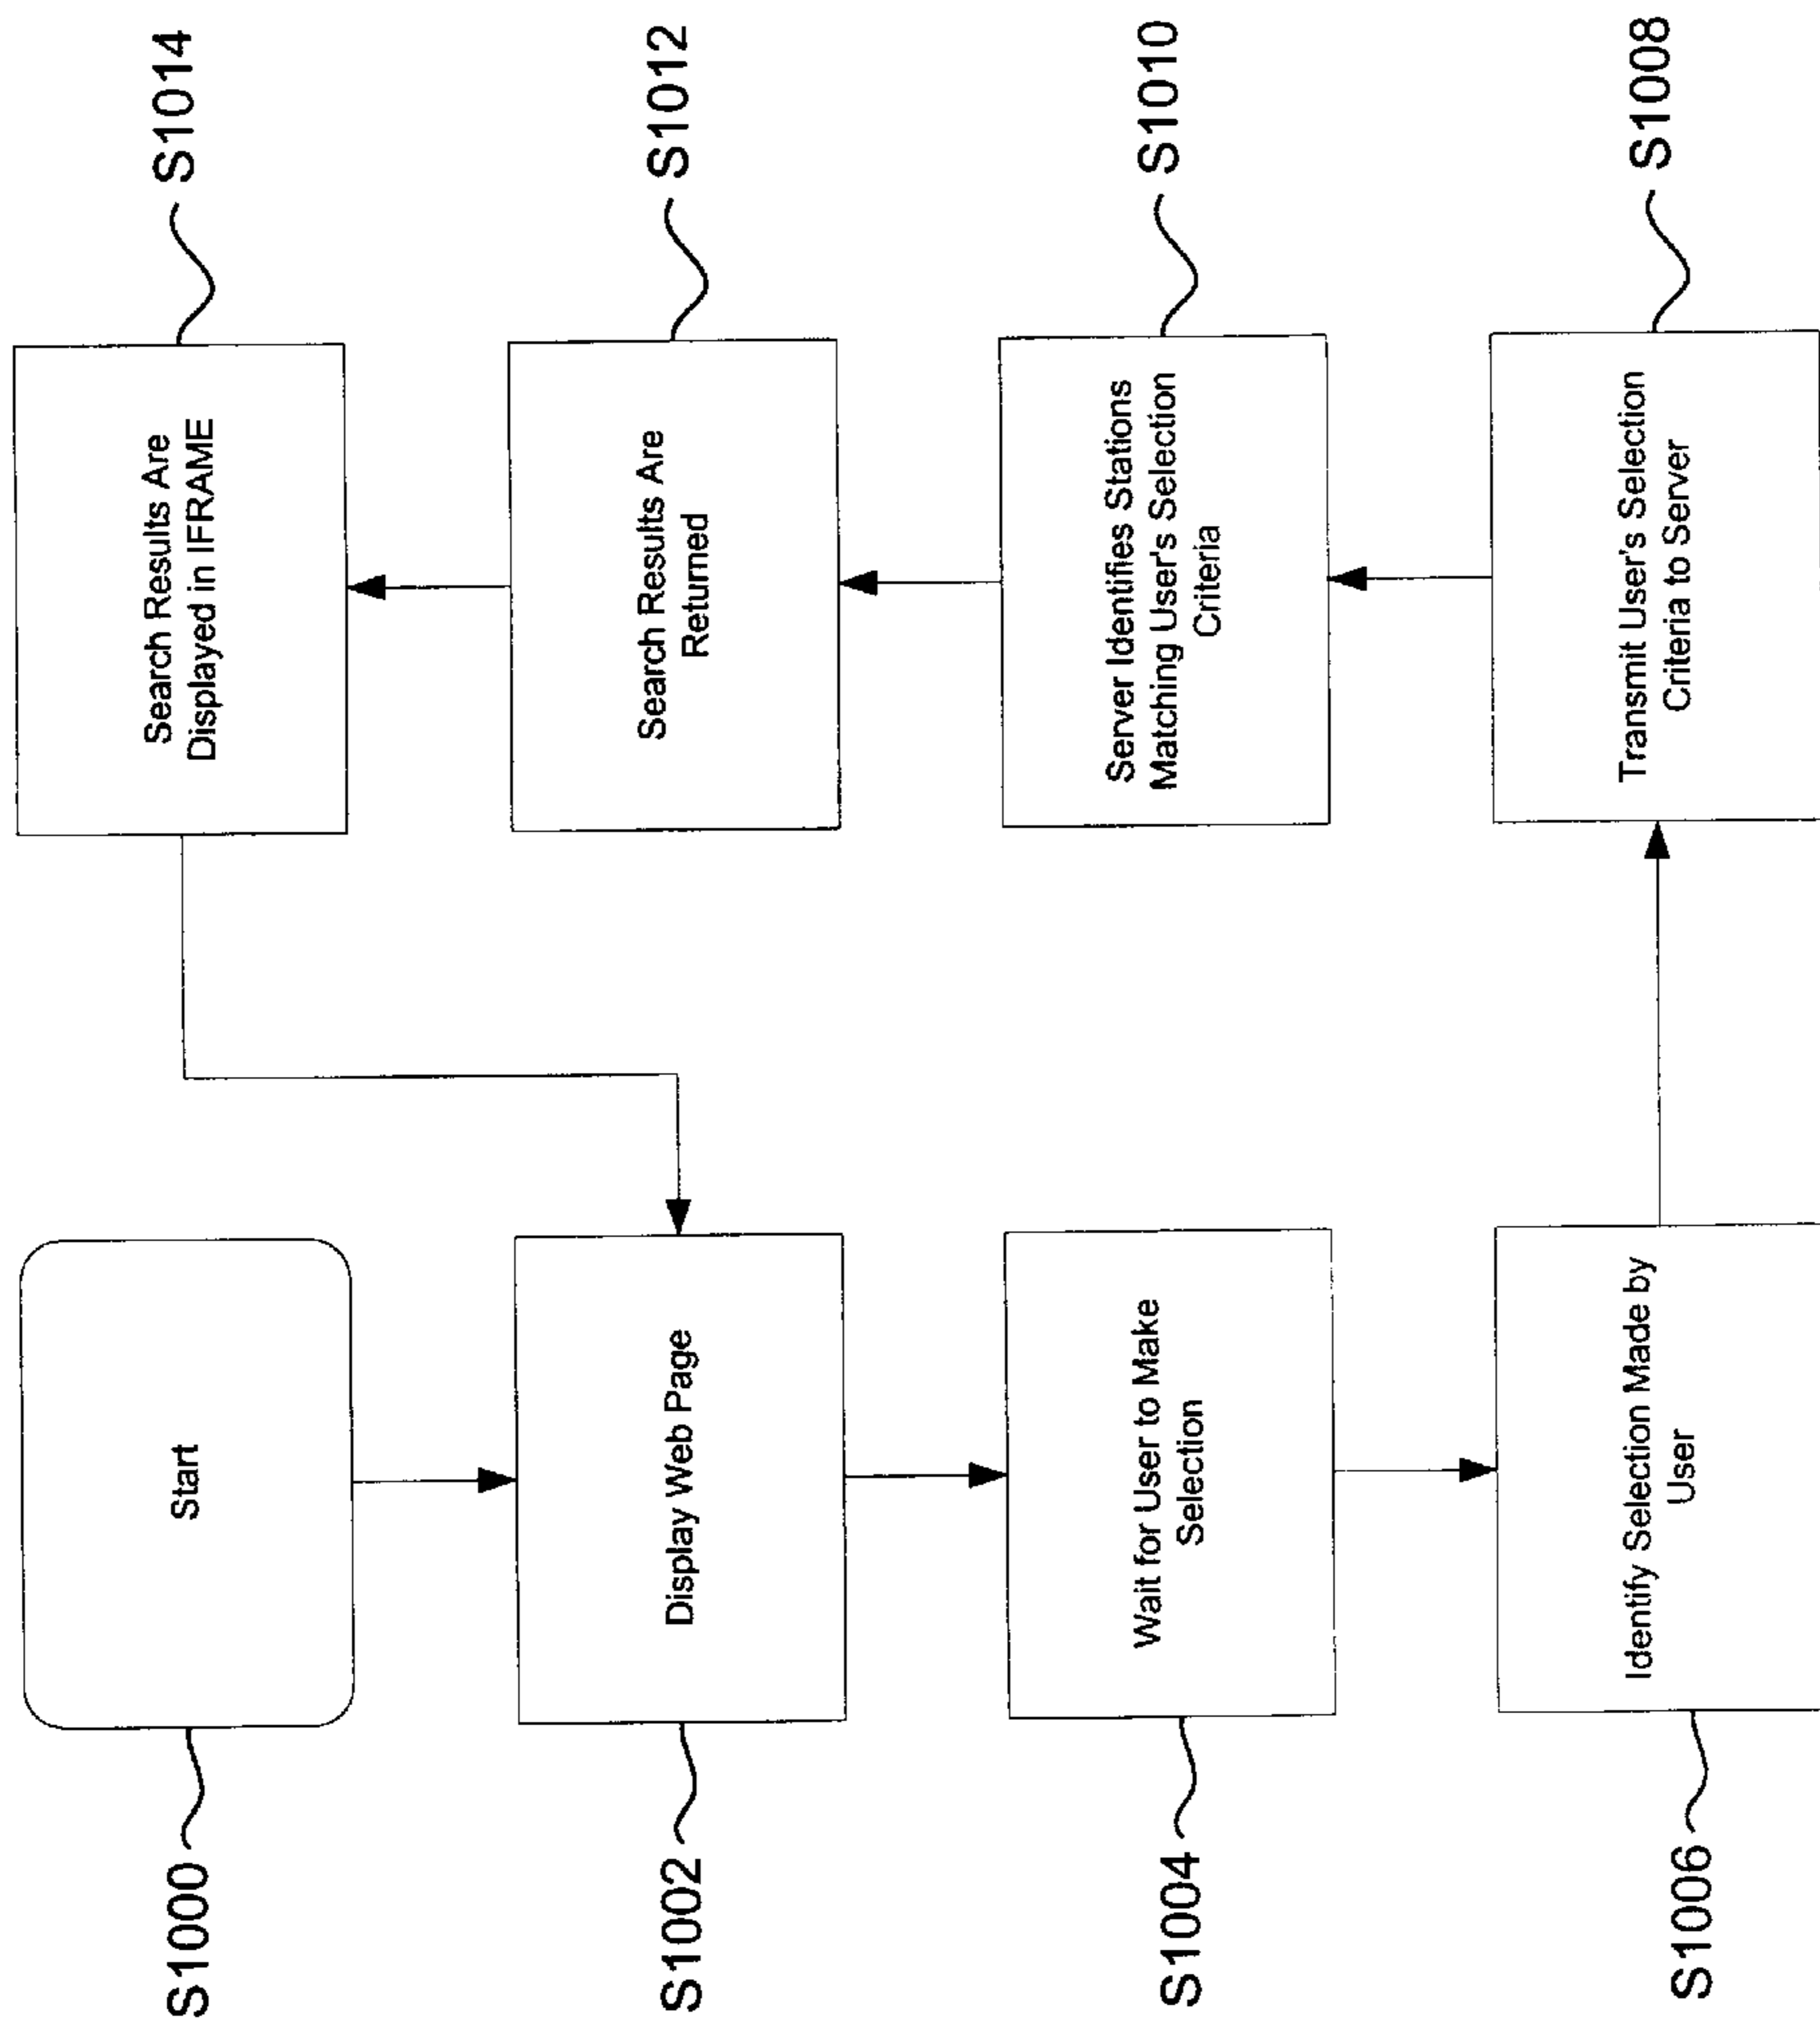 S1000
Start
S1002
Display Web Page
S1004
Wait for User to Make
Selection
S1006
Identify Selection Made by
User
S1008
Transmit User's Selection
Criteria to Server
S1010
Server Identifies Stations
Matching User's Selection
Criteria
S1012
Search Results Are
Returned
S1014
Search Results Are
Displayed in IFRAME